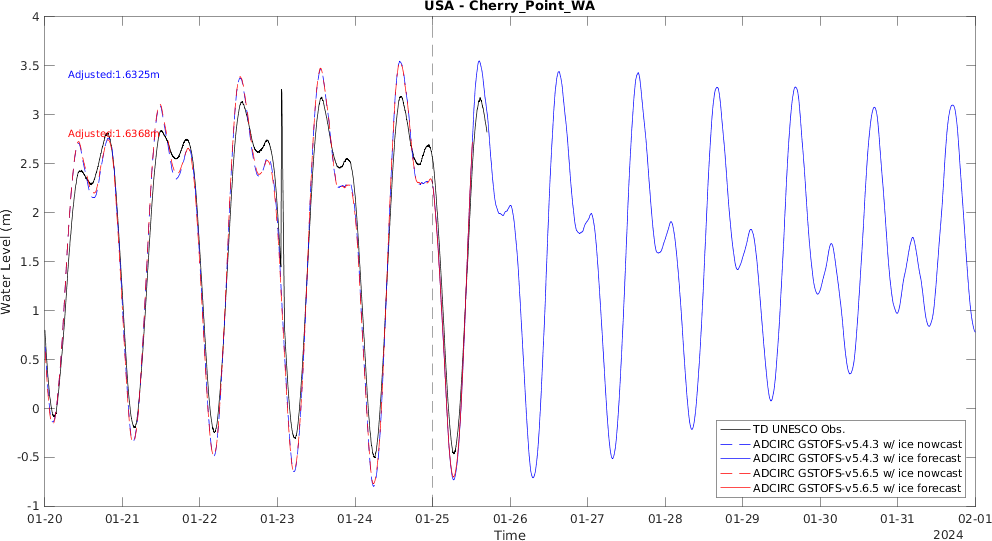 USA - Cherry_Point_WA
4
3.5
3
2.5
2
1.5
1
0.5
0
-0.5
-1
Water Level (m)
Adjusted:1.6325m
Adjusted:1.6368m
TD UNESCO Obs.
ADCIRC GSTOFS-v5.4.3 w/ ice nowcast
ADCIRC GSTOFS-v5.4.3 w/ ice forecast
ADCIRC GSTOFS-v5.6.5 w/ ice nowcast
ADCIRC GSTOFS-v5.6.5 w/ ice forecast
01-20 01-21 01-22 01-23 01-24 01-25 01-26 01-27 01-28 01-29 01-30 01-31 02-01
Time
2024